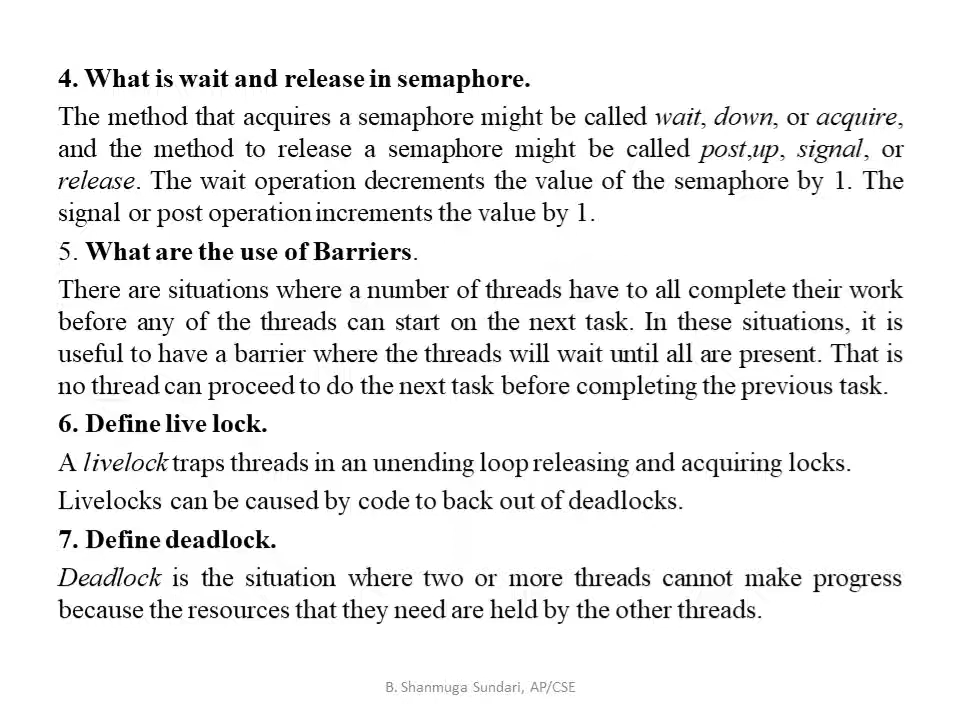 4. What is wait and release in semaphore.
The method that acquires a semaphore might be called wait, down, or acquire,
and the method to release a semaphore might be called post,up, signal, or
release. The wait operation decrements the value of the semaphore by 1. The
signal or post operation increments the value by 1.
5. What are the use of Barriers.
There are situations where a number of threads have to all complete their work
before any of the threads can start on the next task. In these situations, it is
useful to have a barrier where the threads will wait until all are present. That is
no thread can proceed to do the next task before completing the previous task.
6. Define live lock.
A livelock traps threads in an unending loop releasing and acquiring locks.
Livelocks can be caused by code to back out of deadlocks.
7. Define deadlock.
Deadlock is the situation where two or more threads cannot make progress
because the resources that they need are held by the other threads.
B. Shanmuga Sundari, AP/CSE